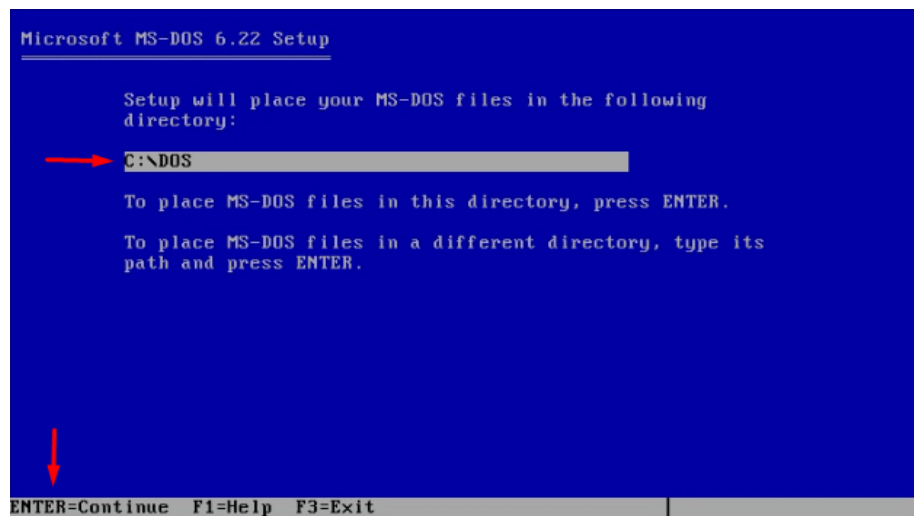 Microsoft MS-DOS 6.22 Setup
Setup will place your MS-DOS files in the following
directory:
C:\DOS
To place MS-DOS files in this directory, press ENTER.
To place MS-DOS files in a different directory, type its
path and press ENTER.
ENTER=Continue  F1=Help  F3=Exit